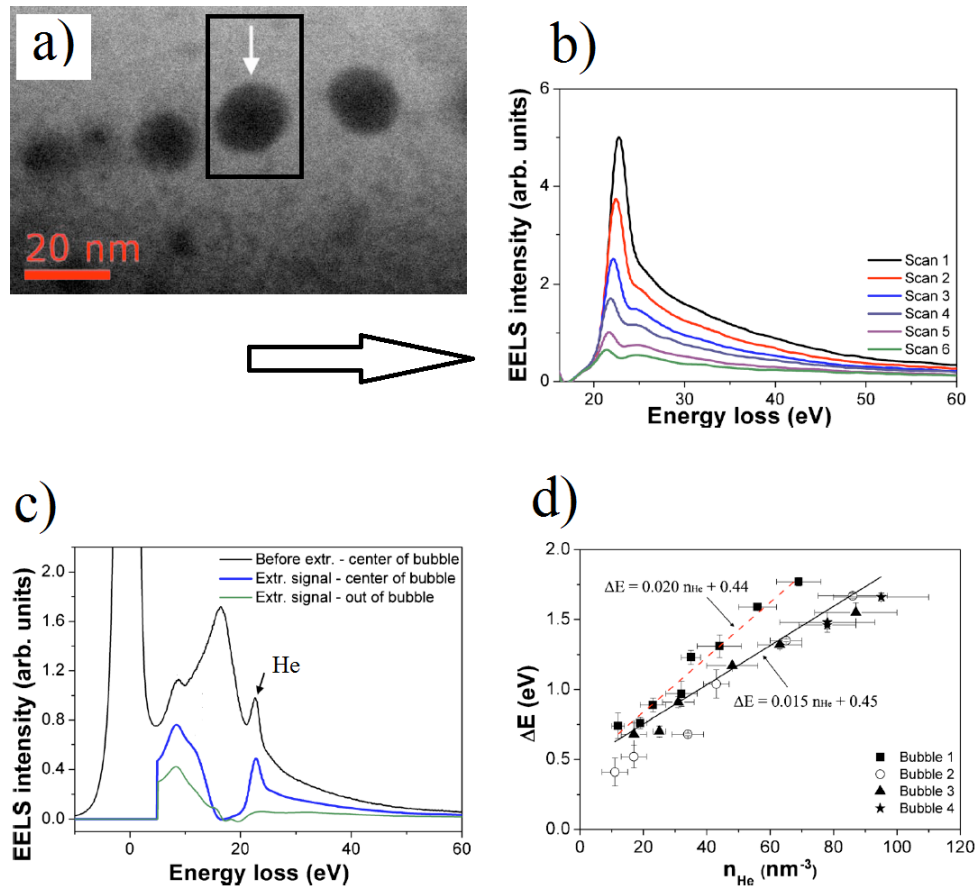 a)
20 nm
b)
EELS intensity (arb. units)
6
4
2
0
Scan 1
Scan 2
Scan 3
Scan 4
Scan 5
Scan 6
20 30 40 50 60
Energy loss (eV)
c)
EELS intensity (arb. units)
2.0
1.6
1.2
0.8
0.4
0.0
Before extr. - center of bubble
Extr. signal - center of bubble
Extr. signal - out of bubble
He
0 20 40 60
Energy loss (eV)
d)
ΔE (eV)
2.0
1.5
1.0
0.5
0.0
ΔE = 0.020 nHe + 0.44
ΔE = 0.015 nHe + 0.45
Bubble 1
Bubble 2
Bubble 3
Bubble 4
0 20 40 60 80 100 120
nHe (nm-3)